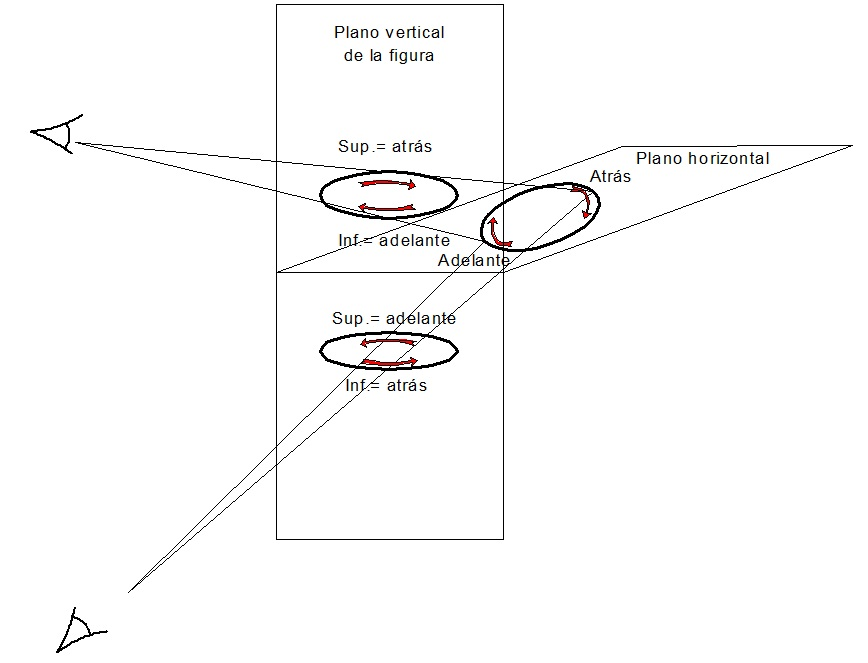 Plano vertical
de la figura
Sup.= atrás
Plano horizontal
Atrás
Inf.= adelante
Adelante
Sup.= adelante
Inf.= atrás